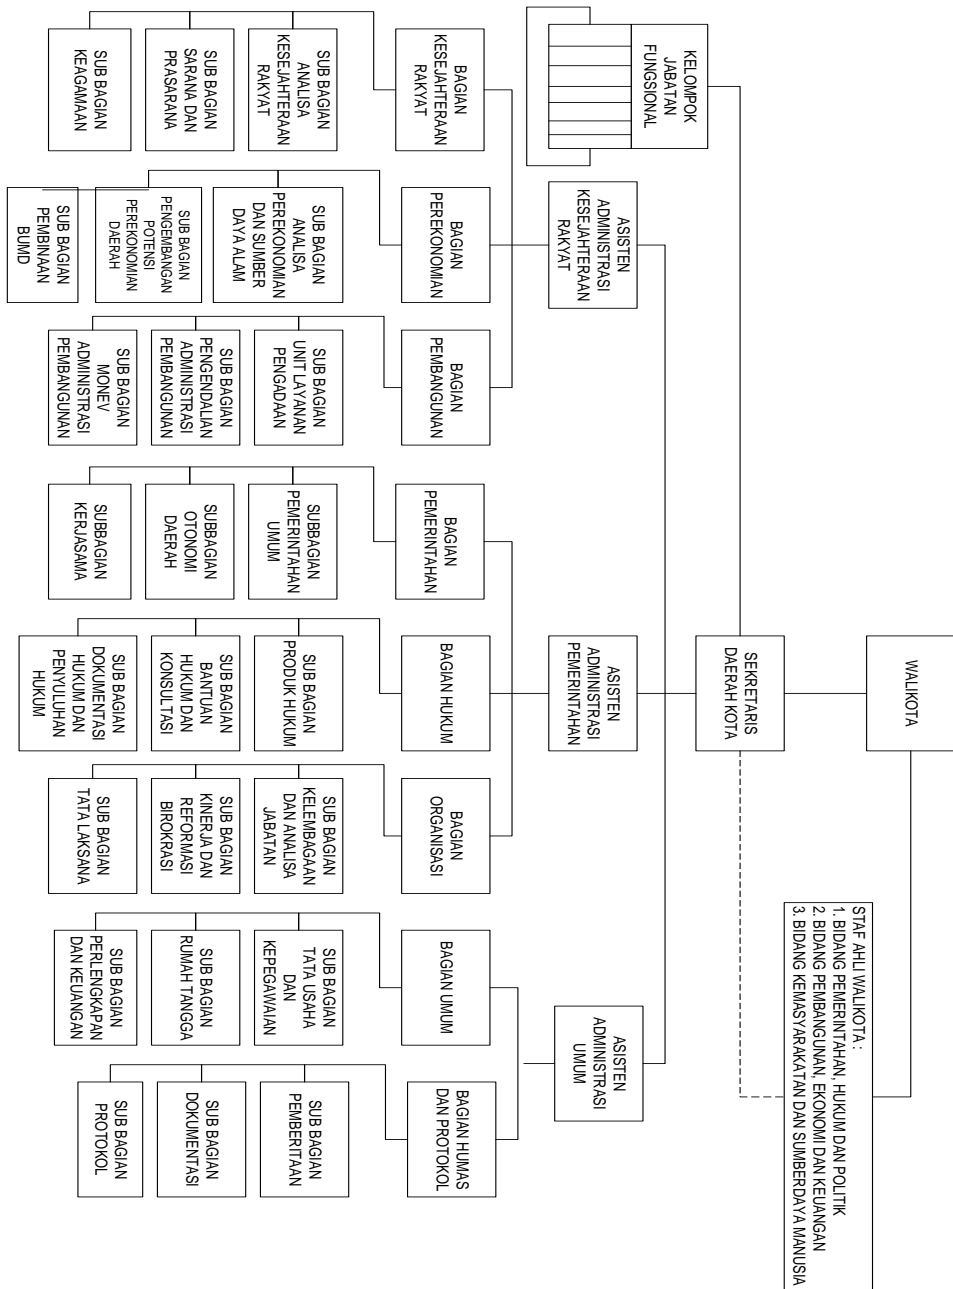 WALIKOTA
STAF AHLI WALIKOTA :
1. BIDANG PEMERINTAHAN, HUKUM DAN POLITIK
2. BIDANG PEMBANGUNAN, EKONOMI DAN KEUANGAN
3. BIDANG KEMASYARAKATAN DAN SUMBERDAYA MANUSIA
SEKRETARIS
DAERAH KOTA
KELOMPOK
JABATAN
FUNGSIONAL
ASISTEN
ADMINISTRASI
KESEJAHTERAAN
RAKYAT
ASISTEN
ADMINISTRASI
PEMERINTAHAN
ASISTEN
ADMINISTRASI
UMUM
BAGIAN
KESEJAHTERAAN
RAKYAT
BAGIAN
PEREKONOMIAN
BAGIAN
PEMBANGUNAN
BAGIAN
PEMERINTAHAN
BAGIAN HUKUM
BAGIAN
ORGANISASI
BAGIAN UMUM
BAGIAN HUMAS
DAN PROTOKOL
SUB BAGIAN
ANALISA
KESEJAHTERAAN
RAKYAT
SUB BAGIAN
ANALISA
PEREKONOMIAN
DAN SUMBER
DAYA ALAM
SUB BAGIAN
UNIT LAYANAN
PENGADAAN
SUBBAGIAN
PEMERINTAHAN
UMUM
SUB BAGIAN
PRODUK HUKUM
SUB BAGIAN
KELEMBAGAAN
DAN ANALISA
JABATAN
SUB BAGIAN
TATA USAHA
DAN
KEPEGAWAIAN
SUB BAGIAN
PEMBERITAAN
SUB BAGIAN
SARANA DAN
PRASARANA
SUB BAGIAN
PENGEMBANGAN
POTENSI
PEREKONOMIAN
DAERAH
SUB BAGIAN
PENGENDALIAN
ADMINISTRASI
PEMBANGUNAN
SUBBAGIAN
OTONOMI
DAERAH
SUB BAGIAN
BANTUAN
HUKUM DAN
KONSULTASI
SUB BAGIAN
KINERJA DAN
REFORMASI
BIROKRASI
SUB BAGIAN
RUMAH TANGGA
SUB BAGIAN
DOKUMENTASI
SUB BAGIAN
KEAGAMAAN
SUB BAGIAN
PEMBINAAN
BUMD
SUB BAGIAN
MONEV
ADMINISTRASI
PEMBANGUNAN
SUBBAGIAN
KERJASAMA
SUB BAGIAN
DOKUMENTASI
HUKUM DAN
PENYULUHAN
HUKUM
SUB BAGIAN
TATA LAKSANA
SUB BAGIAN
PERLENGKAPAN
DAN KEUANGAN
SUB BAGIAN
PROTOKOL